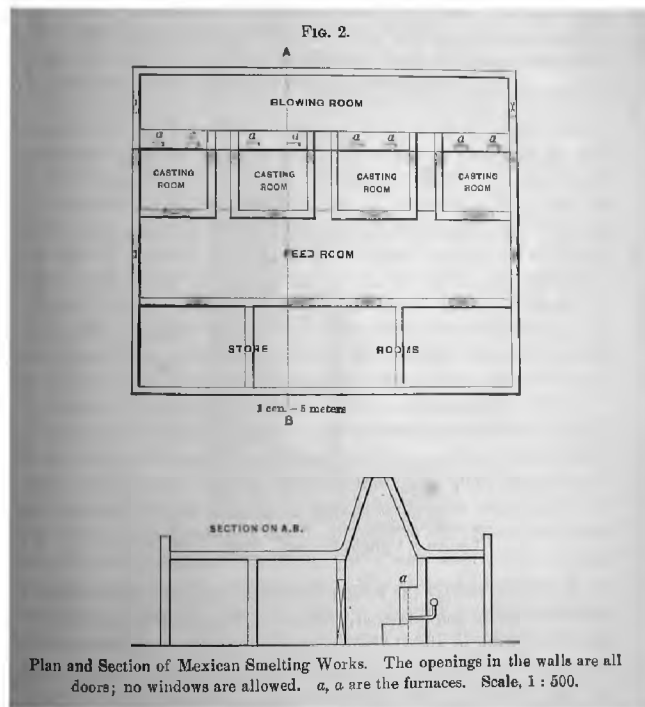 FIG. 2.
A
BLOWING ROOM
a a a a a a a a
CASTING ROOM
CASTING ROOM
CASTING ROOM
CASTING ROOM
FEED ROOM
STORE ROOMS
1 cen. – 5 meters
B
SECTION ON A.B.
a
Plan and Section of Mexican Smelting Works. The openings in the walls are all
doors; no windows are allowed. a, a are the furnaces. Scale, 1 : 500.